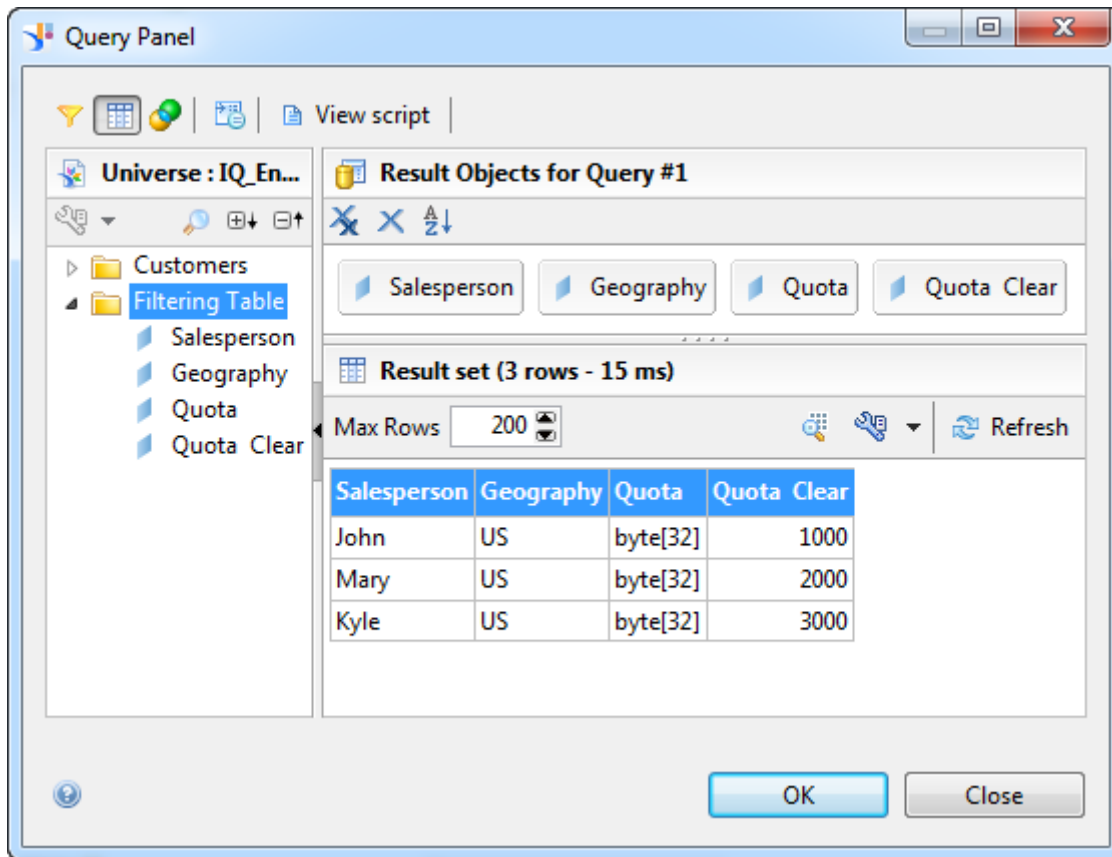 Query Panel
View script
Universe : IQ_En...
Result Objects for Query #1
Customers
Filtering Table
Salesperson
Geography
Quota
Quota Clear
Salesperson Geography Quota Quota Clear
Result set (3 rows - 15 ms)
Max Rows 200 Refresh
Salesperson Geography Quota Quota Clear
John US byte[32] 1000
Mary US byte[32] 2000
Kyle US byte[32] 3000
OK Close